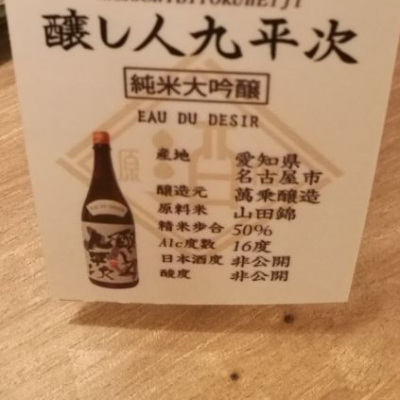 醸し人九平次
純米大吟醸
EAU DU DESIR
産地 愛知県
名古屋市
醸造元 萬乗醸造
原料米 山田錦
精米歩合 50%
Alc度数 16度
日本酒度 非公開
酸度 非公開